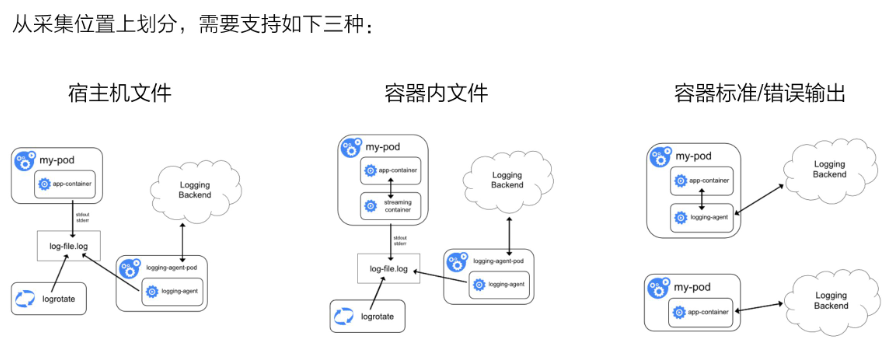 从采集位置上划分，需要支持如下三种：
宿主机文件
容器内文件
容器标准/错误输出
my-pod
app-container
stdout
stderr
log-file.log
logrotate
logging-agent-pod
logging-agent
Logging
Backend
my-pod
app-container
streaming
container
stdout
stderr
log-file.log
logrotate
logging-agent-pod
logging-agent
Logging
Backend
my-pod
app-container
logging-agent
Logging
Backend
my-pod
app-container
Logging
Backend